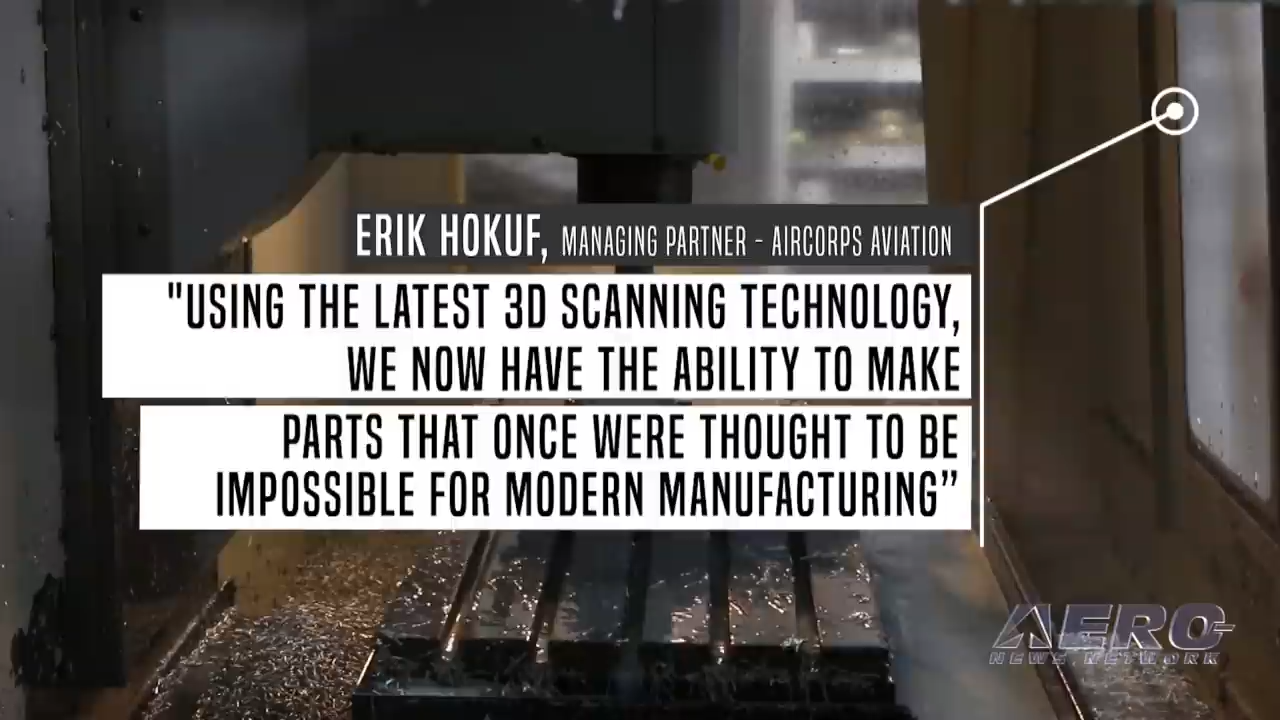 ERIK HOKUF, MANAGING PARTNER - AIRCORPS AVIATION
"USING THE LATEST 3D SCANNING TECHNOLOGY,
WE NOW HAVE THE ABILITY TO MAKE
PARTS THAT ONCE WERE THOUGHT TO BE
IMPOSSIBLE FOR MODERN MANUFACTURING”
AERO
NEWS NETWORK